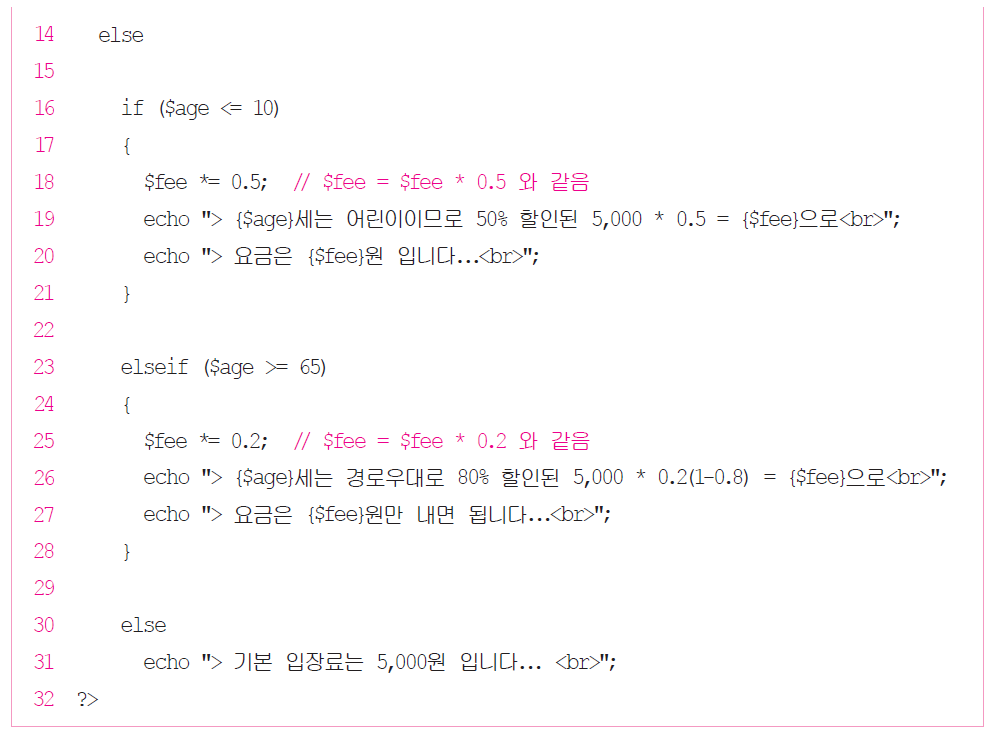 14 else
15
16 if ($age <= 10)
17 {
18 $fee *= 0.5; // $fee = $fee * 0.5 와 같음
19 echo "> {$age}세는 어린이이므로 50% 할인된 5,000 * 0.5 = {$fee}으로<br>";
20 echo "> 요금은 {$fee}원 입니다...<br>";
21 }
22
23 elseif ($age >= 65)
24 {
25 $fee *= 0.2; // $fee = $fee * 0.2 와 같음
26 echo "> {$age}세는 경로우대로 80% 할인된 5,000 * 0.2(1-0.8) = {$fee}으로<br>";
27 echo "> 요금은 {$fee}원만 내면 됩니다...<br>";
28 }
29
30 else
31 echo "> 기본 입장료는 5,000원 입니다... <br>";
32 ?>